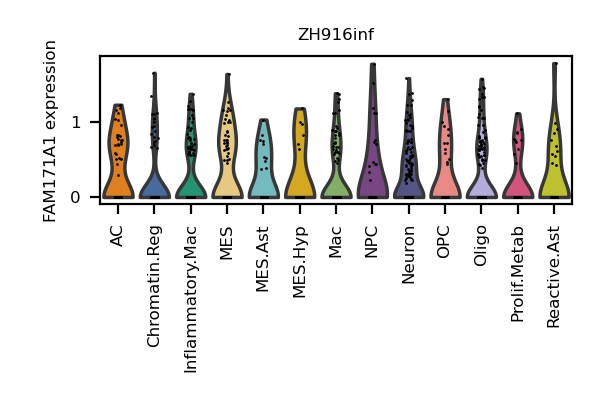 ZH916inf
FAM171A1 expression
1
0
AC
Chromatin.Reg
Inflammatory.Mac
MES
MES.Ast
MES.Hyp
Mac
NPC
Neuron
OPC
Oligo
Prolif.Metab
Reactive.Ast